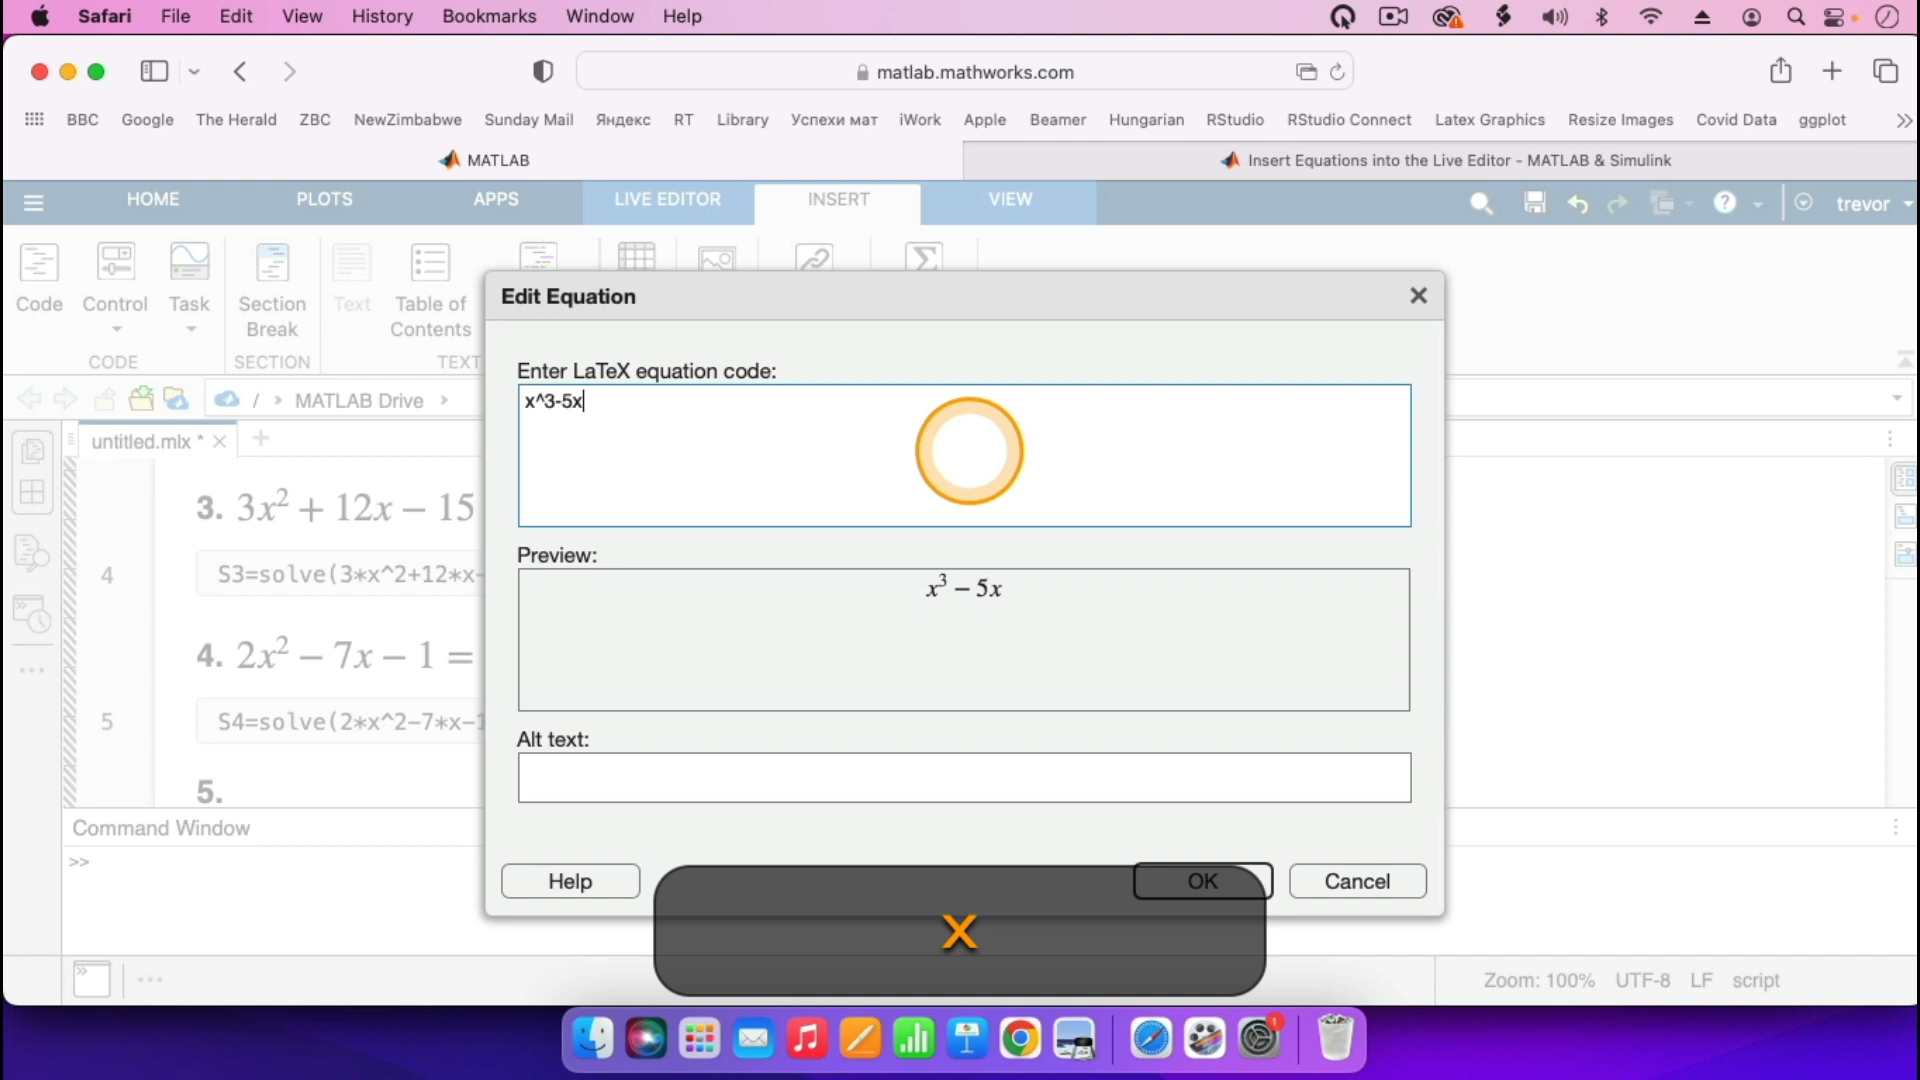 Safari File Edit View History Bookmarks Window Help
matlab.mathworks.com
BBC Google The Herald ZBC NewZimbabwe Sunday Mail Яндекс RT Library Успехи мат iWork Apple Beamer Hungarian RStudio RStudio Connect Latex Graphics Resize Images Covid Data ggplot
MATLAB Insert Equations into the Live Editor - MATLAB & Simulink
HOME PLOTS APPS LIVE EDITOR INSERT VIEW trevor
Code Control Task Section Break Text Table of Contents
CODE SECTION TEXT
/ > MATLAB Drive >
untitled.mlx * ×
3. 3x² + 12x − 15
4 S3=solve(3*x^2+12*x-
4. 2x² − 7x − 1 =
5 S4=solve(2*x^2-7*x-1
5.
Command Window
>>
Edit Equation
Enter LaTeX equation code:
x^3-5x
Preview:
x³ − 5x
Alt text:
Help OK Cancel
x
Zoom: 100% UTF-8 LF script
1